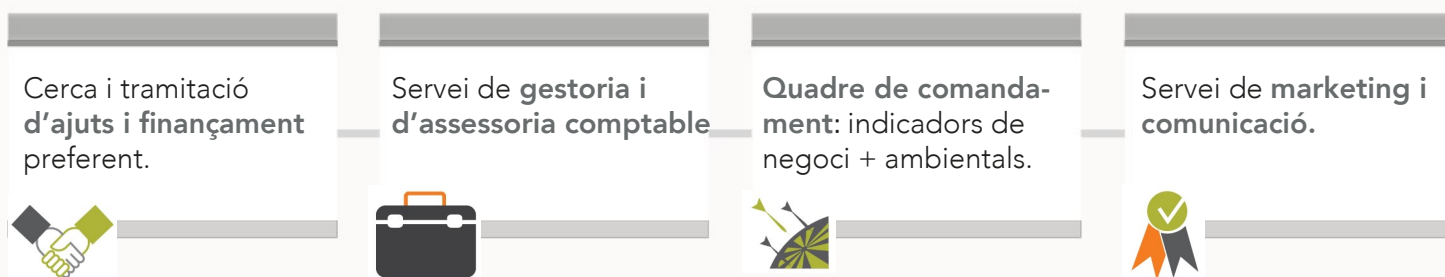 Cerca i tramitació
d’ajuts i finançament
preferent.
Servei de gestoria i
d’assessoria comptable
Quadre de comanda-
ment: indicadors de
negoci + ambientals.
Servei de marketing i
comunicació.